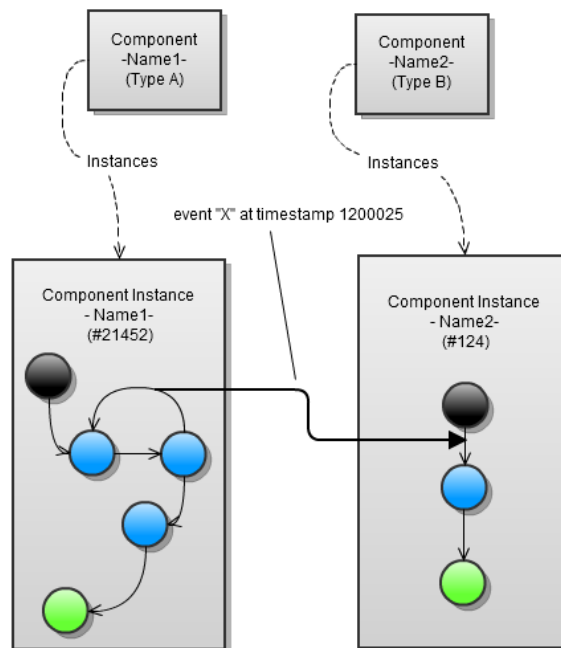 Component
-Name1-
(Type A)
Component
-Name2-
(Type B)
Instances
Instances
event "X" at timestamp 1200025
Component Instance
- Name1-
(#21452)
Component Instance
- Name2-
(#124)